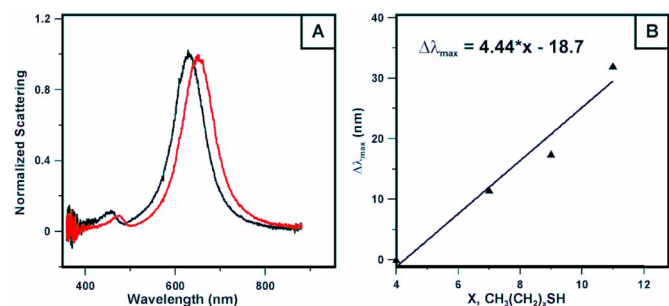 A
Normalized Scattering
1.2
0.8
0.4
0
400
600
800
Wavelength (nm)
B
Δλmax = 4.44*x - 18.7
Δλmax (nm)
40
30
20
10
0
4
6
8
10
12
X, CH3(CH2)xSH